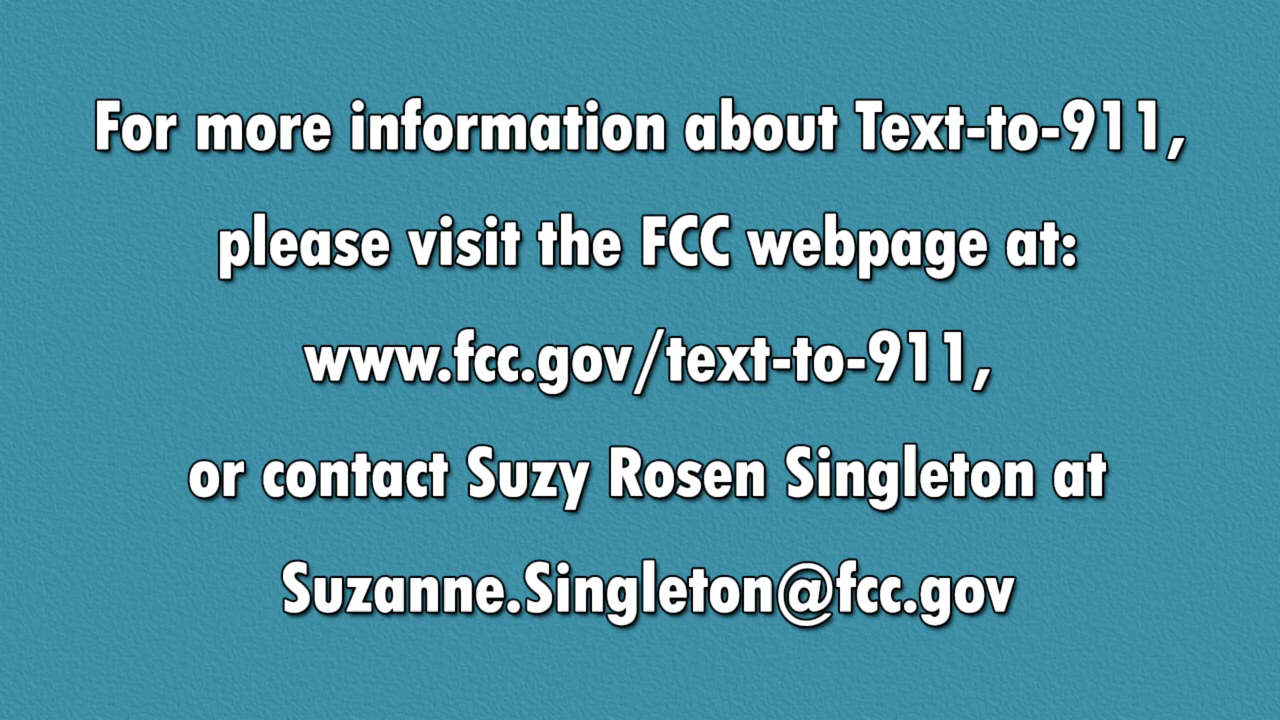 For more information about Text-to-911,
please visit the FCC webpage at:
www.fcc.gov/text-to-911,
or contact Suzy Rosen Singleton at
Suzanne.Singleton@fcc.gov